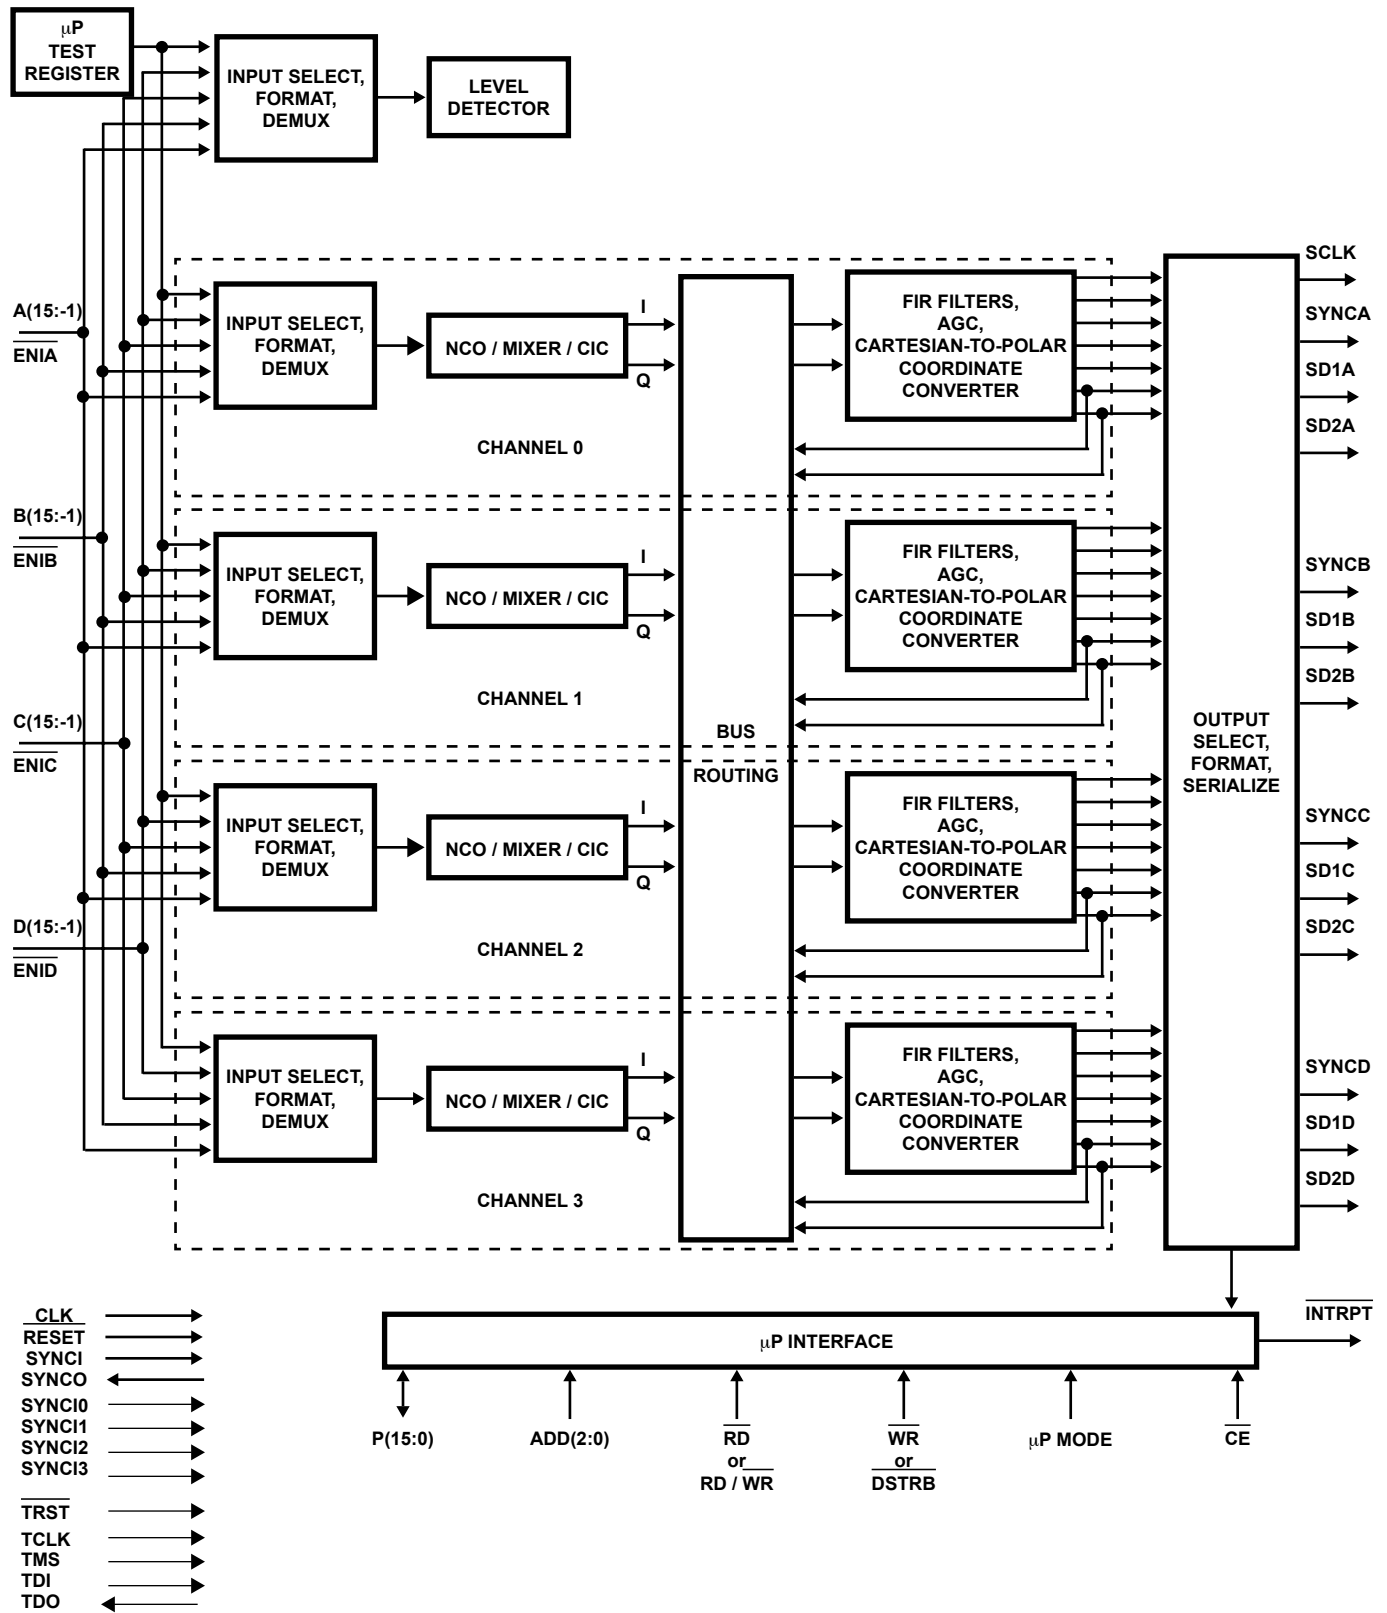 μP
TEST
REGISTER
INPUT SELECT,
FORMAT,
DEMUX
LEVEL
DETECTOR
A(15:-1)
ENIA
B(15:-1)
ENIB
C(15:-1)
ENIC
D(15:-1)
ENID
INPUT SELECT,
FORMAT,
DEMUX
NCO / MIXER / CIC
I
Q
FIR FILTERS,
AGC,
CARTESIAN-TO-POLAR
COORDINATE
CONVERTER
CHANNEL 0
INPUT SELECT,
FORMAT,
DEMUX
NCO / MIXER / CIC
I
Q
FIR FILTERS,
AGC,
CARTESIAN-TO-POLAR
COORDINATE
CONVERTER
CHANNEL 1
BUS
ROUTING
INPUT SELECT,
FORMAT,
DEMUX
NCO / MIXER / CIC
I
Q
FIR FILTERS,
AGC,
CARTESIAN-TO-POLAR
COORDINATE
CONVERTER
CHANNEL 2
INPUT SELECT,
FORMAT,
DEMUX
NCO / MIXER / CIC
I
Q
FIR FILTERS,
AGC,
CARTESIAN-TO-POLAR
COORDINATE
CONVERTER
CHANNEL 3
OUTPUT
SELECT,
FORMAT,
SERIALIZE
SCLK
SYNCA
SD1A
SD2A
SYNCB
SD1B
SD2B
SYNCC
SD1C
SD2C
SYNCD
SD1D
SD2D
INTRPT
CLK
RESET
SYNCI
SYNCO
SYNCI0
SYNCI1
SYNCI2
SYNCI3
TRST
TCLK
TMS
TDI
TDO
μP INTERFACE
P(15:0)
ADD(2:0)
RD
or
RD / WR
WR
or
DSTRB
μP MODE
CE